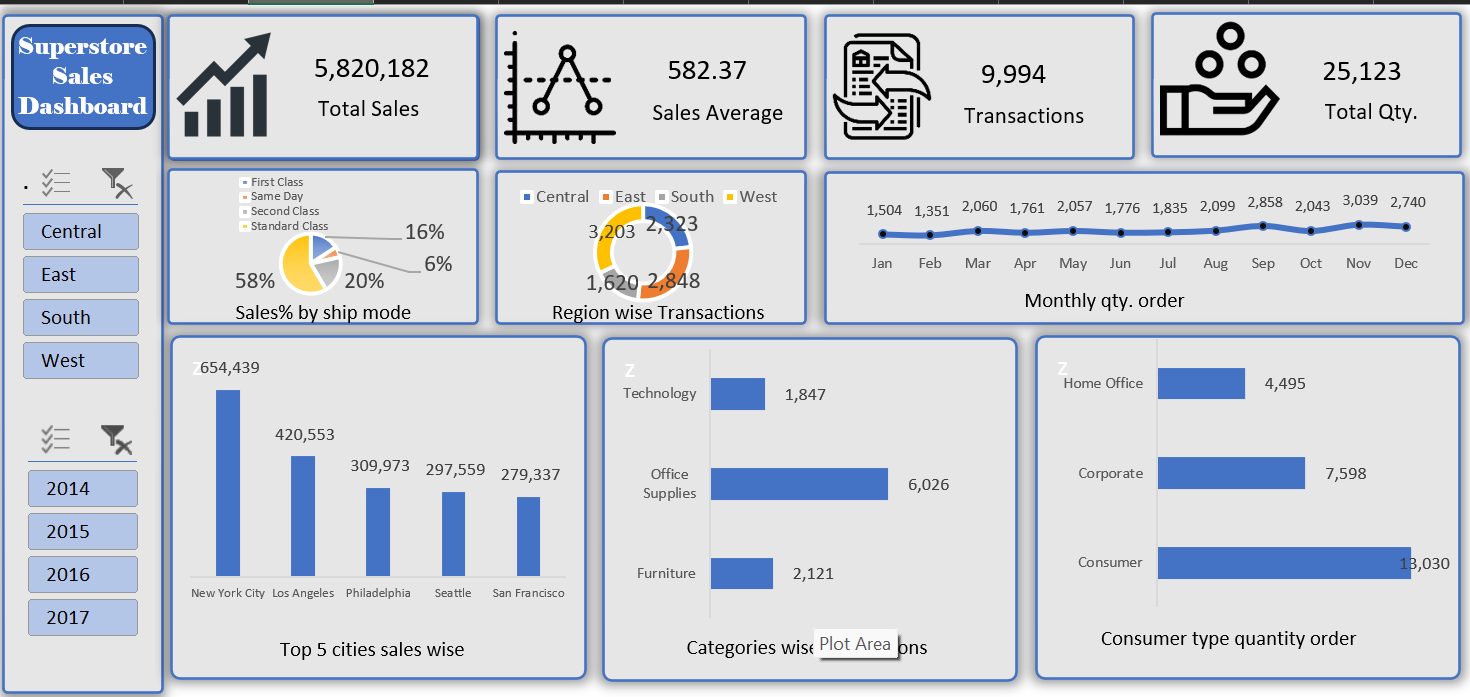 Superstore
Sales
Dashboard
5,820,182
Total Sales
582.37
Sales Average
9,994
Transactions
25,123
Total Qty.
.
Central
East
South
West
2014
2015
2016
2017
First Class
Same Day
Second Class
Standard Class
16%
6%
58% 20%
Sales% by ship mode
Central East South West
3,203 2,323
1,620 2,848
Region wise Transactions
1,504 1,351 2,060 1,761 2,057 1,776 1,835 2,099 2,858 2,043 3,039 2,740
Jan Feb Mar Apr May Jun Jul Aug Sep Oct Nov Dec
Monthly qty. order
Z
654,439
420,553
309,973 297,559 279,337
New York City Los Angeles Philadelphia Seattle San Francisco
Top 5 cities sales wise
Z
Technology 1,847
Office
Supplies 6,026
Furniture 2,121
Categories wise ons
Plot Area
Z
Home Office 4,495
Corporate 7,598
Consumer 13,030
Consumer type quantity order